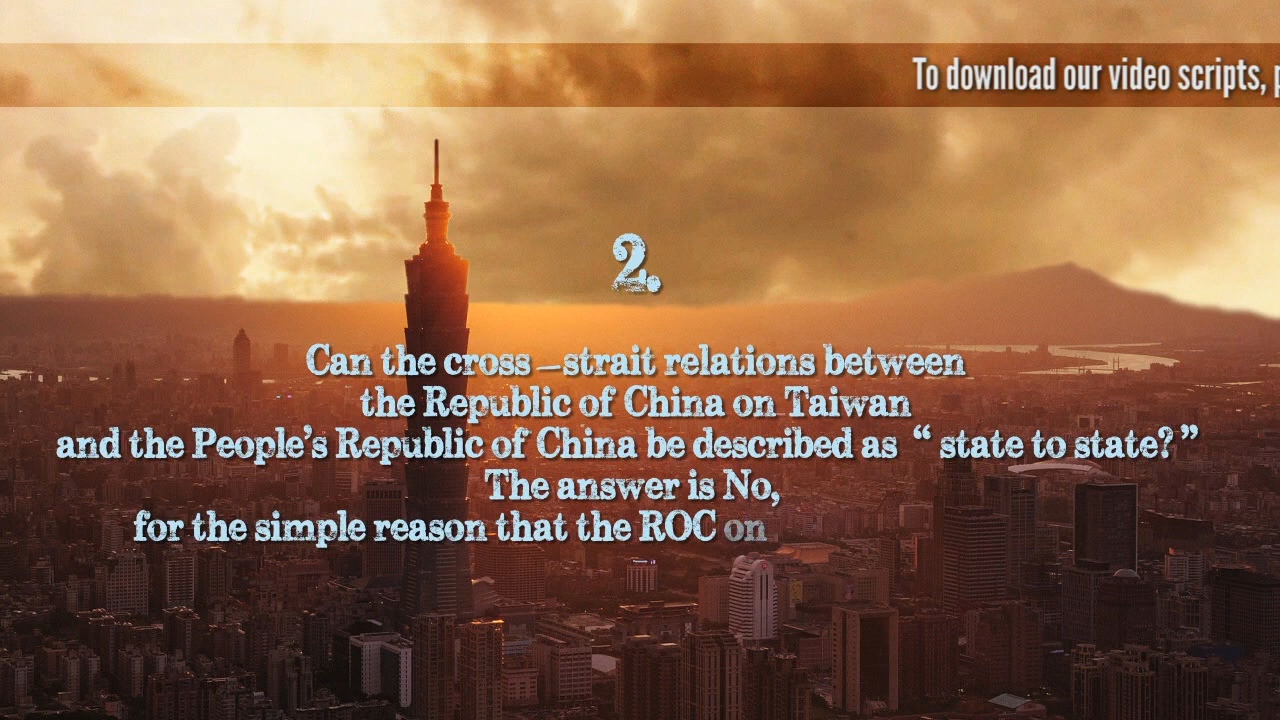 To download our video scripts, p
2.
Can the cross –strait relations between
the Republic of China on Taiwan
and the People’s Republic of China be described as “ state to state? ”
The answer is No,
for the simple reason that the ROC on